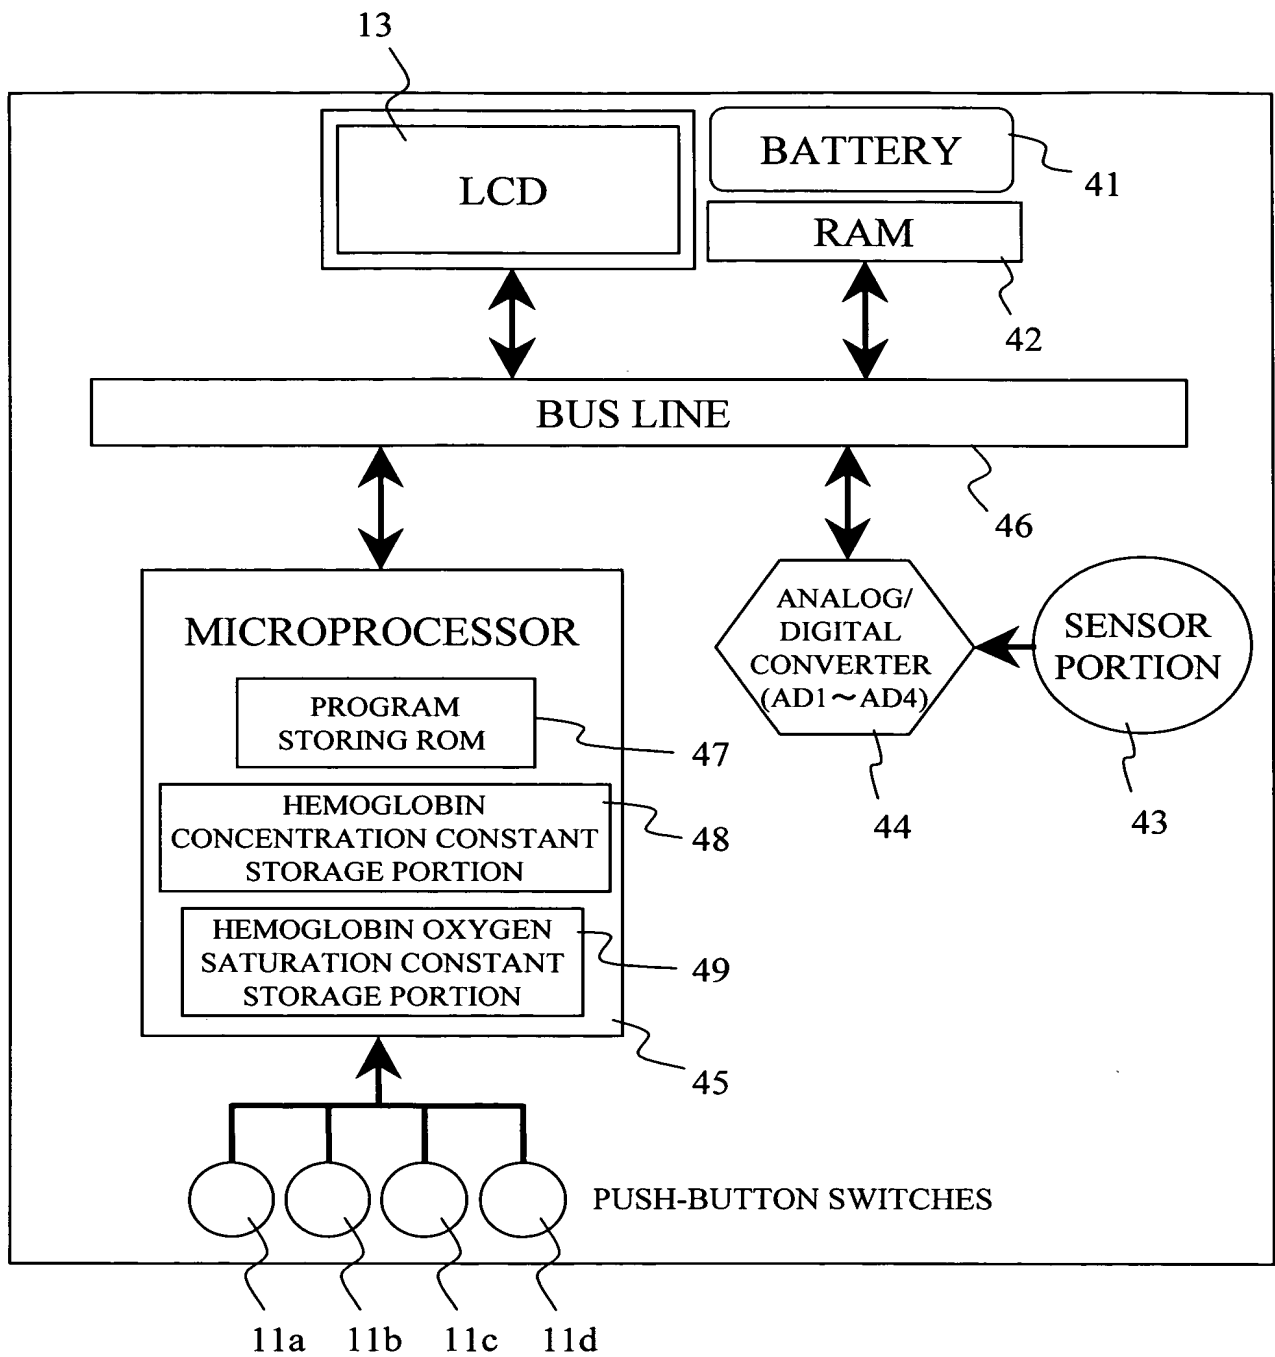 13
BATTERY
41
LCD
RAM
42
BUS LINE
46
MICROPROCESSOR
PROGRAM
STORING ROM
47
HEMOGLOBIN
CONCENTRATION CONSTANT
STORAGE PORTION
48
HEMOGLOBIN OXYGEN
SATURATION CONSTANT
STORAGE PORTION
49
45
ANALOG/
DIGITAL
CONVERTER
(AD1～AD4)
44
SENSOR
PORTION
43
PUSH-BUTTON SWITCHES
11a
11b
11c
11d